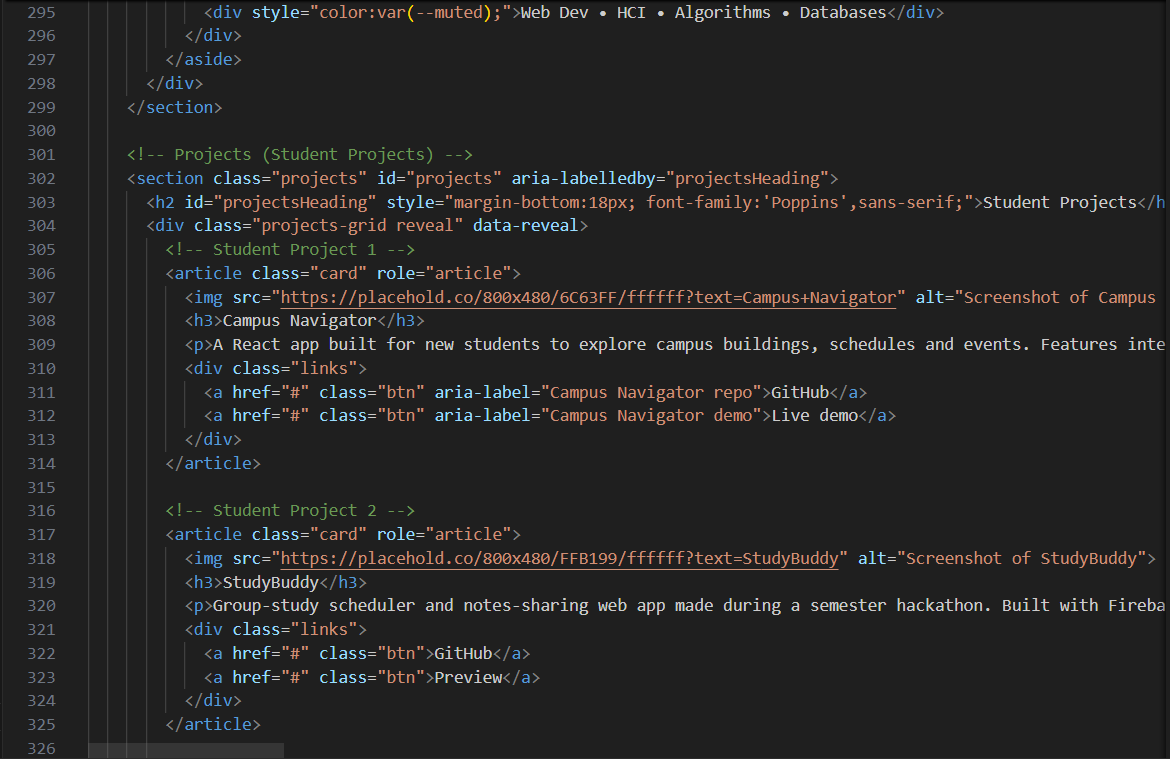 295 <div style="color:var(--muted);">Web Dev • HCI • Algorithms • Databases</div>
296 </div>
297 </aside>
298 </div>
299 </section>
300
301 <!-- Projects (Student Projects) -->
302 <section class="projects" id="projects" aria-labelledby="projectsHeading">
303 <h2 id="projectsHeading" style="margin-bottom:18px; font-family:'Poppins',sans-serif;">Student Projects</h
304 <div class="projects-grid reveal" data-reveal>
305 <!-- Student Project 1 -->
306 <article class="card" role="article">
307 <img src="https://placehold.co/800x480/6C63FF/ffffff?text=Campus+Navigator" alt="Screenshot of Campus
308 <h3>Campus Navigator</h3>
309 <p>A React app built for new students to explore campus buildings, schedules and events. Features inte
310 <div class="links">
311 <a href="#" class="btn" aria-label="Campus Navigator repo">GitHub</a>
312 <a href="#" class="btn" aria-label="Campus Navigator demo">Live demo</a>
313 </div>
314 </article>
315
316 <!-- Student Project 2 -->
317 <article class="card" role="article">
318 <img src="https://placehold.co/800x480/FFB199/ffffff?text=StudyBuddy" alt="Screenshot of StudyBuddy">
319 <h3>StudyBuddy</h3>
320 <p>Group-study scheduler and notes-sharing web app made during a semester hackathon. Built with Fireba
321 <div class="links">
322 <a href="#" class="btn">GitHub</a>
323 <a href="#" class="btn">Preview</a>
324 </div>
325 </article>
326